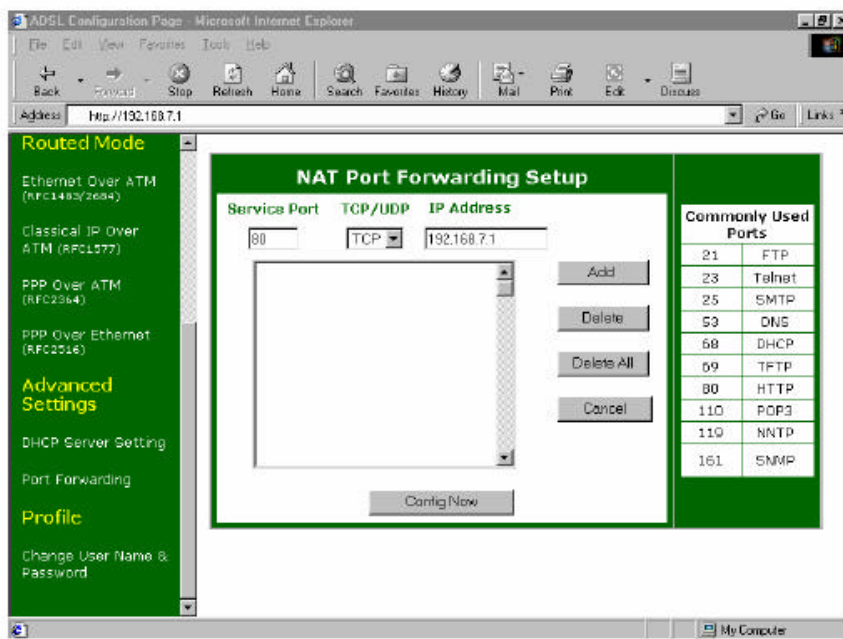 ADSL Configuration Page - Microsoft Internet Explorer
File Edit View Favorites Tools Help
Back Forward Stop Refresh Home Search Favorites History Mail Print Edit Discuss
Address http://192.168.7.1 Go Links
Routed Mode
Ethernet Over ATM
(RFC1483/2684)
Classical IP Over
ATM (RFC1577)
PPP Over ATM
(RFC2364)
PPP Over Ethernet
(RFC2516)
Advanced
Settings
DHCP Server Setting
Port Forwarding
Profile
Change User Name &
Password
NAT Port Forwarding Setup
Service Port TCP/UDP IP Address
80 TCP 192.168.7.1
Add
Delete
Delete All
Cancel
Config Now
Commonly Used
Ports
21 FTP
23 Telnet
25 SMTP
53 DNS
68 DHCP
69 TFTP
80 HTTP
110 POP3
119 NNTP
161 SNMP
My Computer